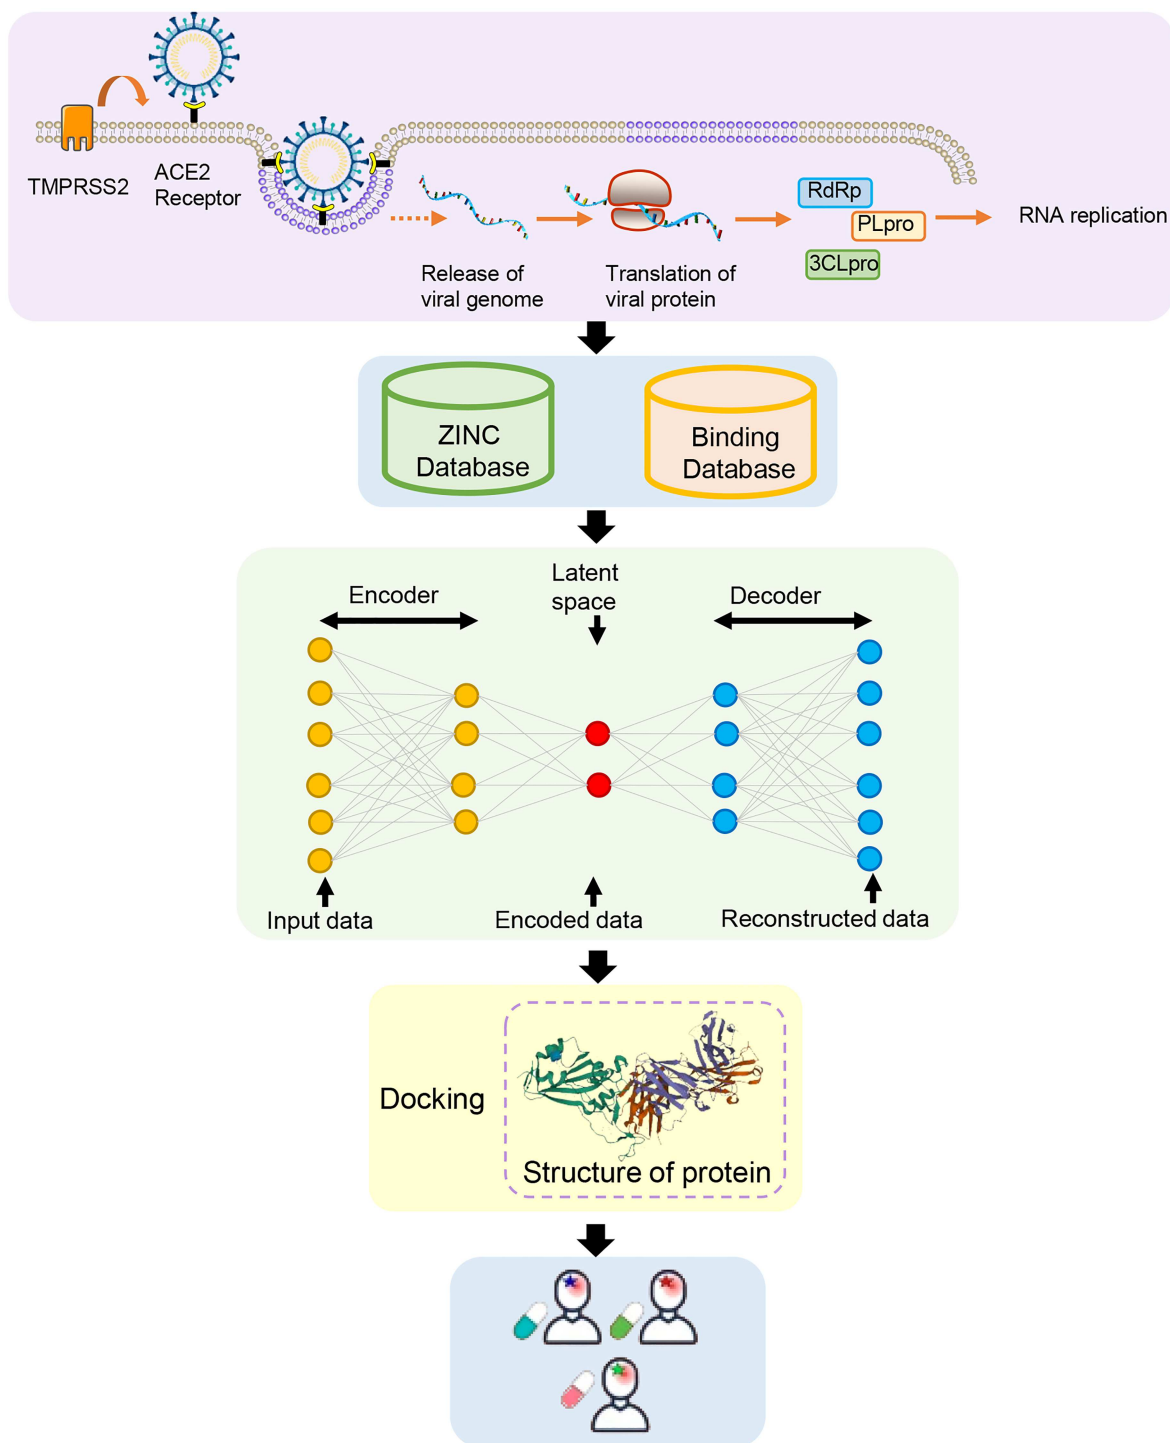 TMPRSS2
ACE2
Receptor
Release of
viral genome
Translation of
viral protein
RdRp
PLpro
3CLpro
RNA replication
ZINC
Database
Binding
Database
Encoder
Latent
space
Decoder
Input data
Encoded data
Reconstructed data
Docking
Structure of protein